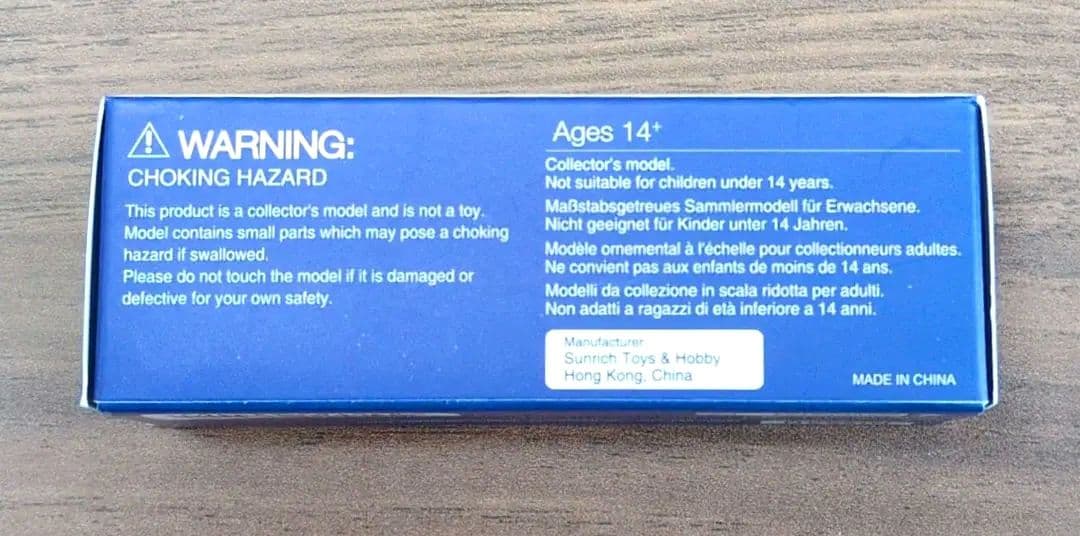 WARNING:
CHOKING HAZARD
This product is a collector's model and is not a toy.
Model contains small parts which may pose a choking
hazard if swallowed.
Please do not touch the model if it is damaged or
defective for your own safety.
Ages 14+
Collector's model.
Not suitable for children under 14 years.
Maßstabsgetreues Sammlermodell für Erwachsene.
Nicht geeignet für Kinder unter 14 Jahren.
Modèle ornemental à l'échelle pour collectionneurs adultes.
Ne convient pas aux enfants de moins de 14 ans.
Modelli da collezione in scala ridotta per adulti.
Non adatti a ragazzi di età inferiore a 14 anni.
Manufacturer
Sunrich Toys & Hobby
Hong Kong, China
MADE IN CHINA